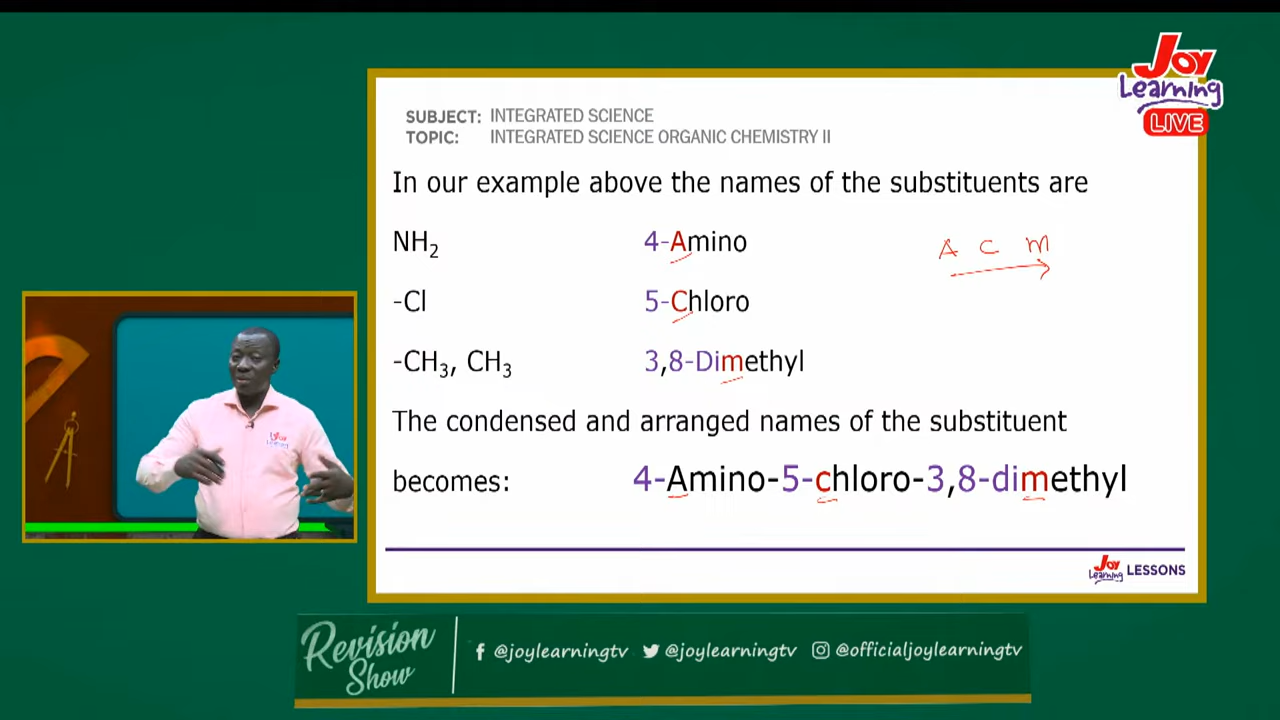 Joy
Learning
LIVE
SUBJECT: INTEGRATED SCIENCE
TOPIC: INTEGRATED SCIENCE ORGANIC CHEMISTRY II
In our example above the names of the substituents are
NH₂ 4-Amino A C M
-Cl 5-Chloro
-CH₃, CH₃ 3,8-Dimethyl
The condensed and arranged names of the substituent
becomes: 4-Amino-5-chloro-3,8-dimethyl
Joy Learning LESSONS
Joy Learning
Revision Show
@joylearningtv @joylearningtv @officialjoylearningtv